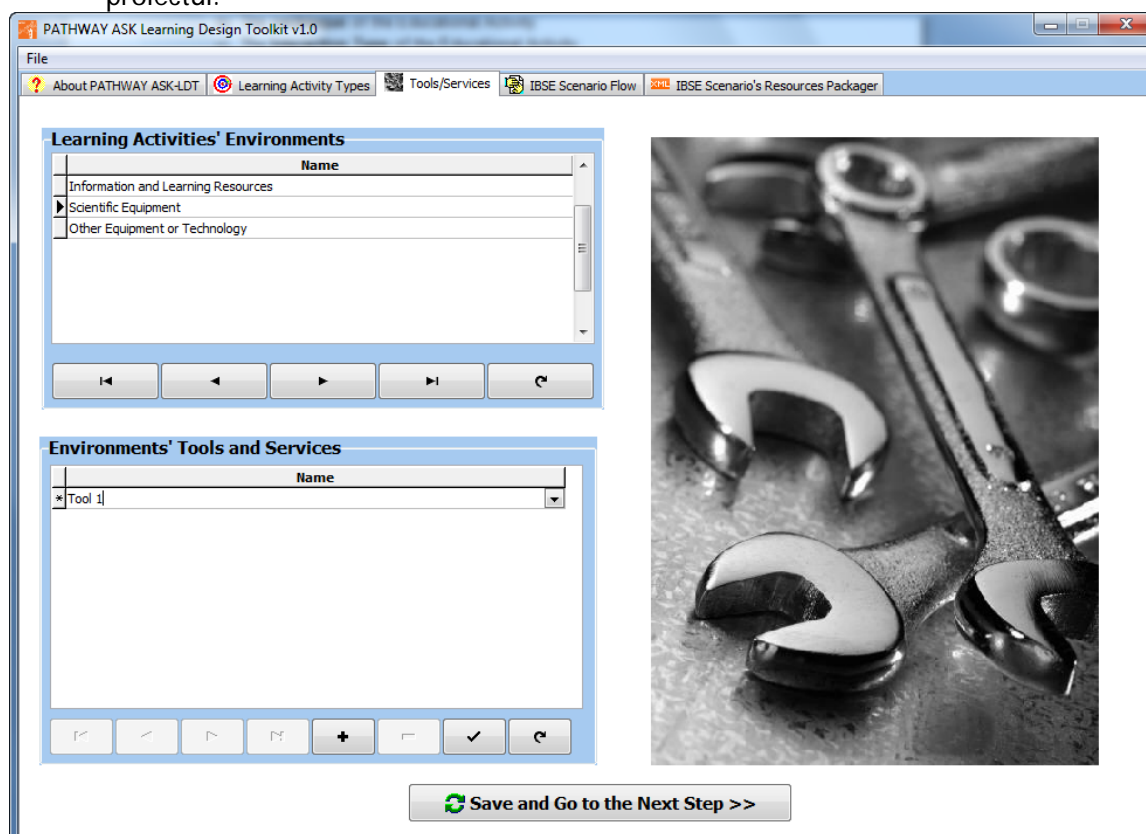 proiectul.
PATHWAY ASK Learning Design Toolkit v1.0
File
? About PATHWAY ASK-LDT Learning Activity Types Tools/Services IBSE Scenario Flow XML IBSE Scenario's Resources Packager
Learning Activities' Environments
Name
Information and Learning Resources
Scientific Equipment
Other Equipment or Technology
Environments' Tools and Services
Name
* Tool 1
Save and Go to the Next Step >>